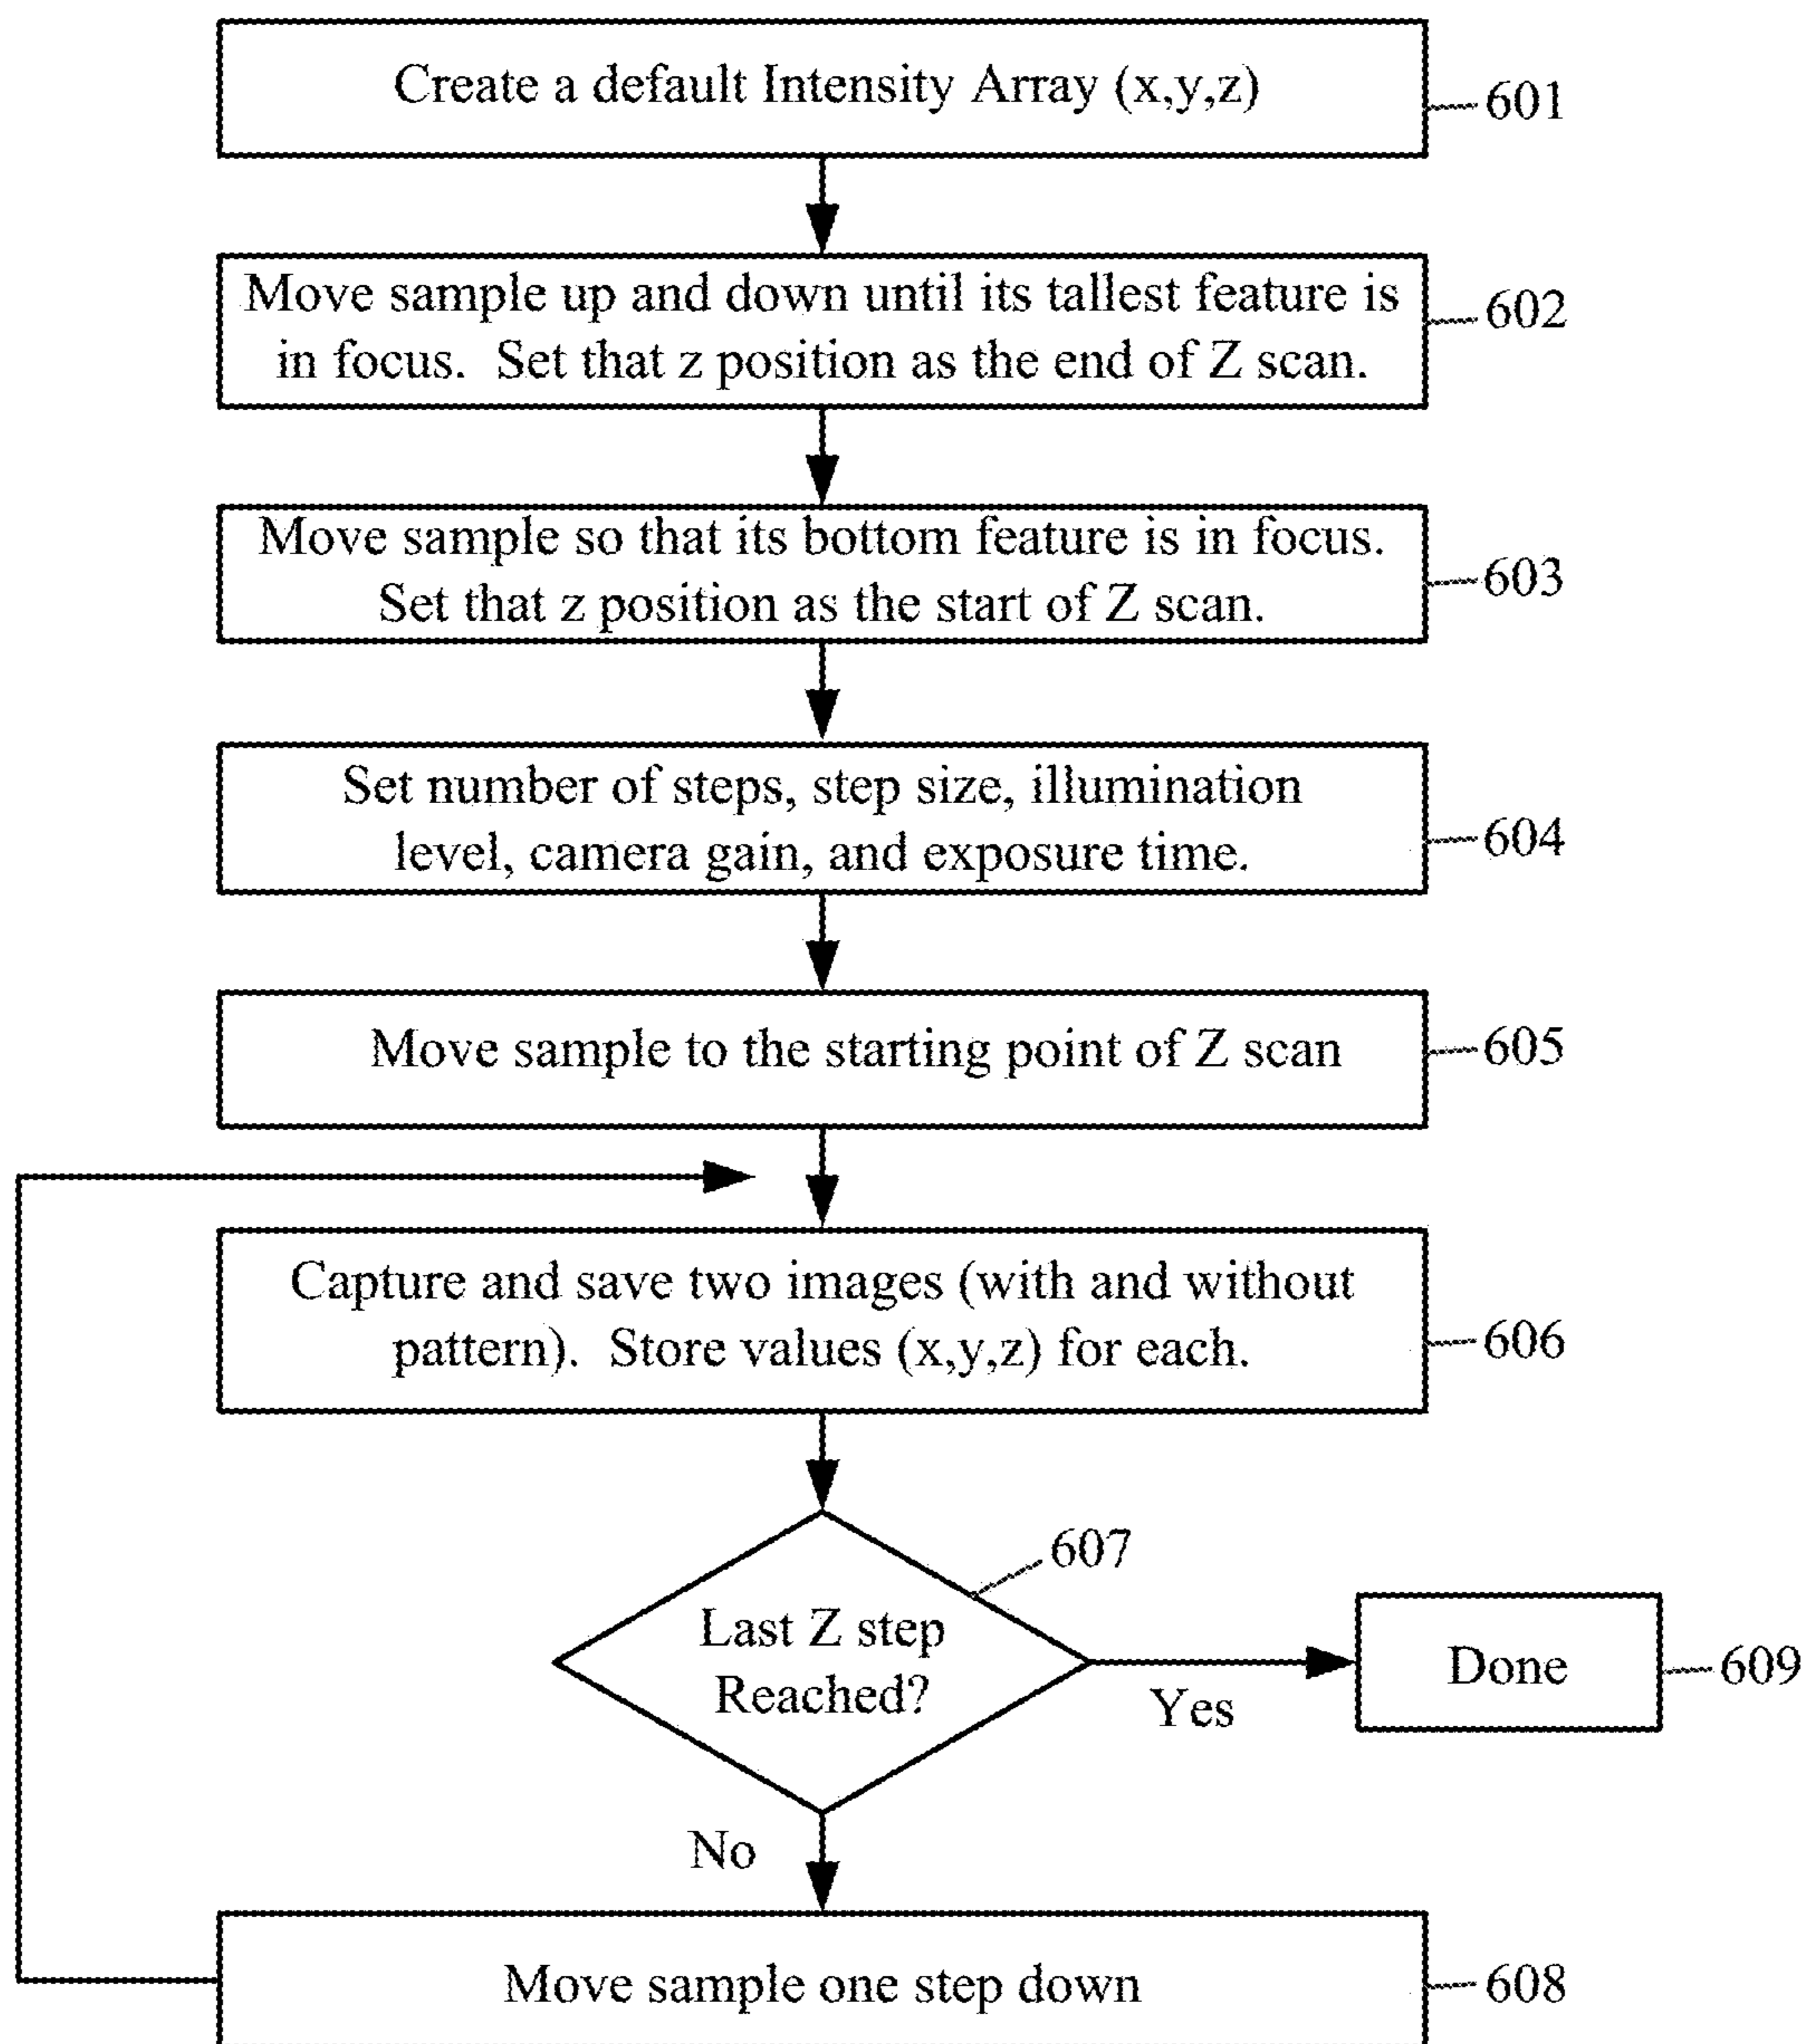 Create a default Intensity Array (x,y,z)
601
Move sample up and down until its tallest feature is
in focus.  Set that z position as the end of Z scan.
602
Move sample so that its bottom feature is in focus.
Set that z position as the start of Z scan.
603
Set number of steps, step size, illumination
level, camera gain, and exposure time.
604
Move sample to the starting point of Z scan
605
Capture and save two images (with and without
pattern).  Store values (x,y,z) for each.
606
607
Last Z step
Reached?
Yes
Done
609
No
Move sample one step down
608